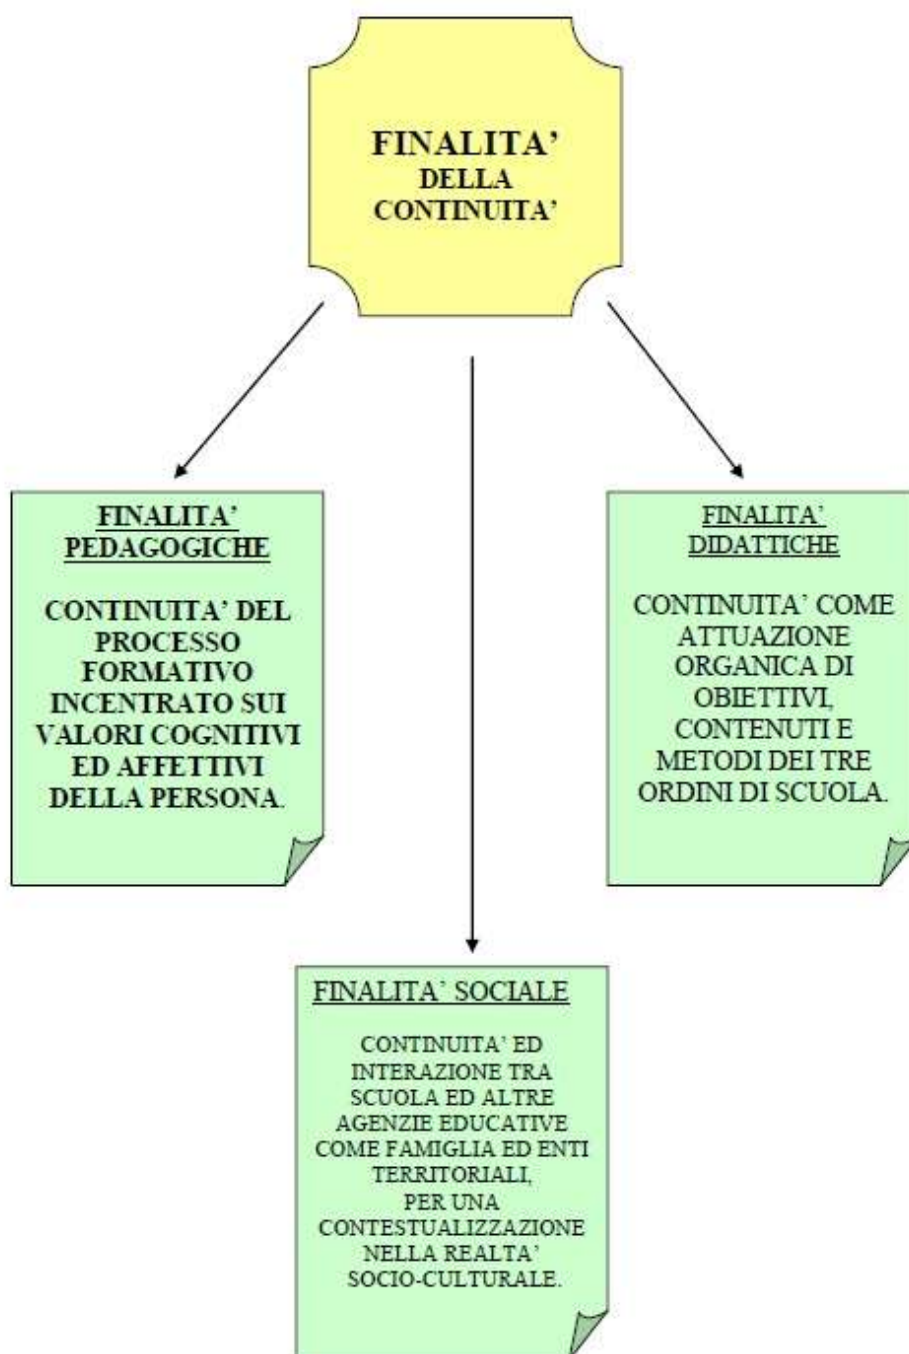 FINALITA’
DELLA
CONTINUITA’
FINALITA’
PEDAGOGICHE
CONTINUITA’ DEL
PROCESSO
FORMATIVO
INCENTRATO SUI
VALORI COGNITIVI
ED AFFETTIVI
DELLA PERSONA.
FINALITA’
DIDATTICHE
CONTINUITA’ COME
ATTUAZIONE
ORGANICA DI
OBIETTIVI,
CONTENUTI E
METODI DEI TRE
ORDINI DI SCUOLA.
FINALITA’ SOCIALE
CONTINUITA’ ED
INTERAZIONE TRA
SCUOLA ED ALTRE
AGENZIE EDUCATIVE
COME FAMIGLIA ED ENTI
TERRITORIALI,
PER UNA
CONTESTUALIZZAZIONE
NELLA REALTA’
SOCIO-CULTURALE.